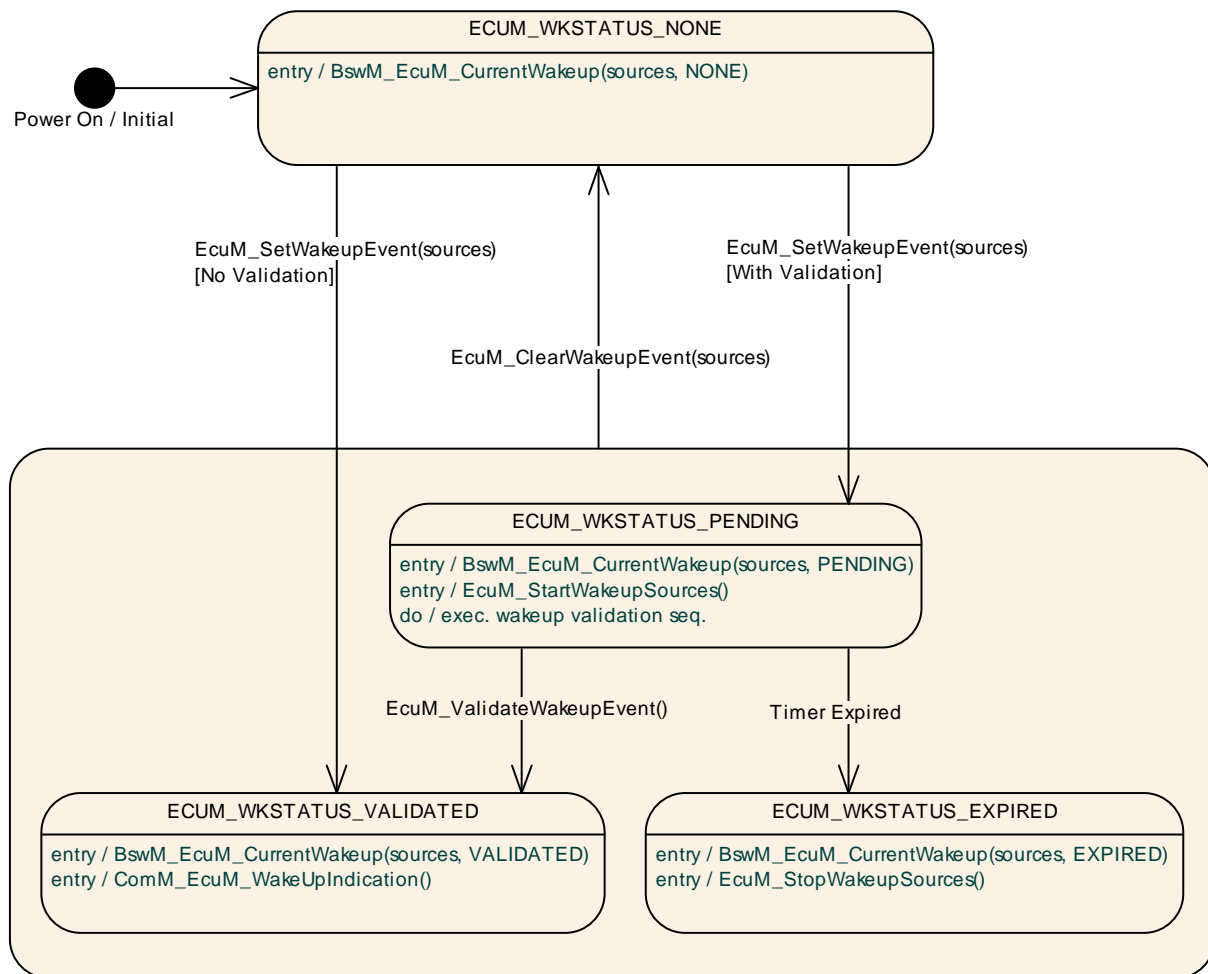 ECUM_WKSTATUS_NONE
entry / BswM_EcuM_CurrentWakeup(sources, NONE)
Power On / Initial
EcuM_SetWakeupEvent(sources)
[No Validation]
EcuM_SetWakeupEvent(sources)
[With Validation]
EcuM_ClearWakeupEvent(sources)
ECUM_WKSTATUS_PENDING
entry / BswM_EcuM_CurrentWakeup(sources, PENDING)
entry / EcuM_StartWakeupSources()
do / exec. wakeup validation seq.
EcuM_ValidateWakeupEvent()
Timer Expired
ECUM_WKSTATUS_VALIDATED
entry / BswM_EcuM_CurrentWakeup(sources, VALIDATED)
entry / ComM_EcuM_WakeUpIndication()
ECUM_WKSTATUS_EXPIRED
entry / BswM_EcuM_CurrentWakeup(sources, EXPIRED)
entry / EcuM_StopWakeupSources()